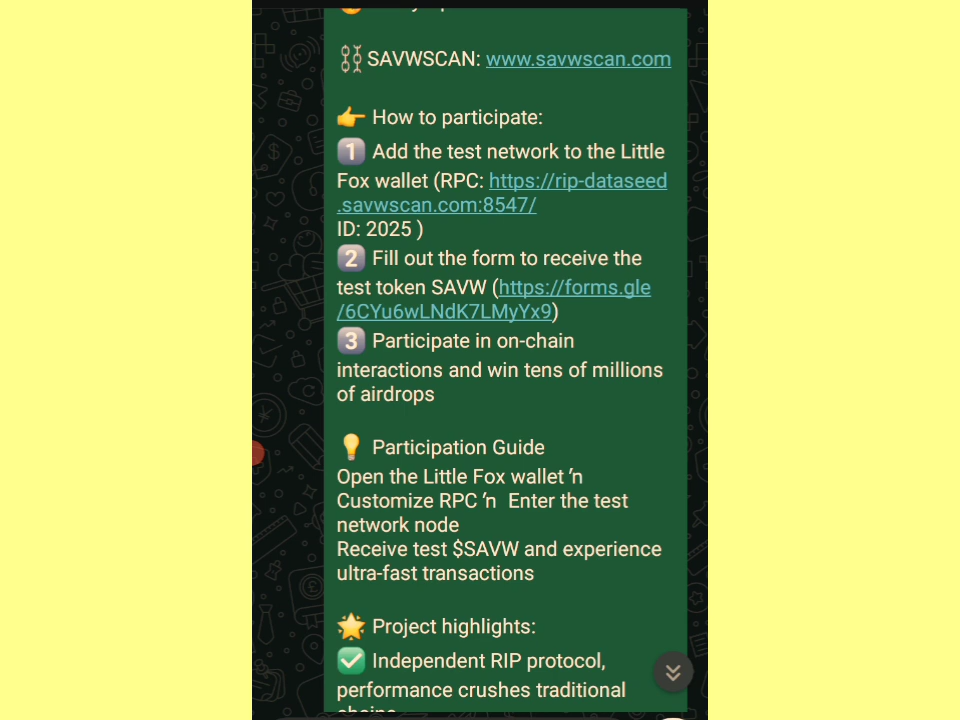 SAVWSCAN: www.savwscan.com
👉 How to participate:
1 Add the test network to the Little
Fox wallet (RPC: https://rip-dataseed
.savwscan.com:8547/
ID: 2025 )
2 Fill out the form to receive the
test token SAVW (https://forms.gle
/6CYu6wLNdK7LMyYx9)
3 Participate in on-chain
interactions and win tens of millions
of airdrops
💡 Participation Guide
Open the Little Fox wallet 'n
Customize RPC 'n Enter the test
network node
Receive test $SAVW and experience
ultra-fast transactions
🌟 Project highlights:
✅ Independent RIP protocol,
performance crushes traditional